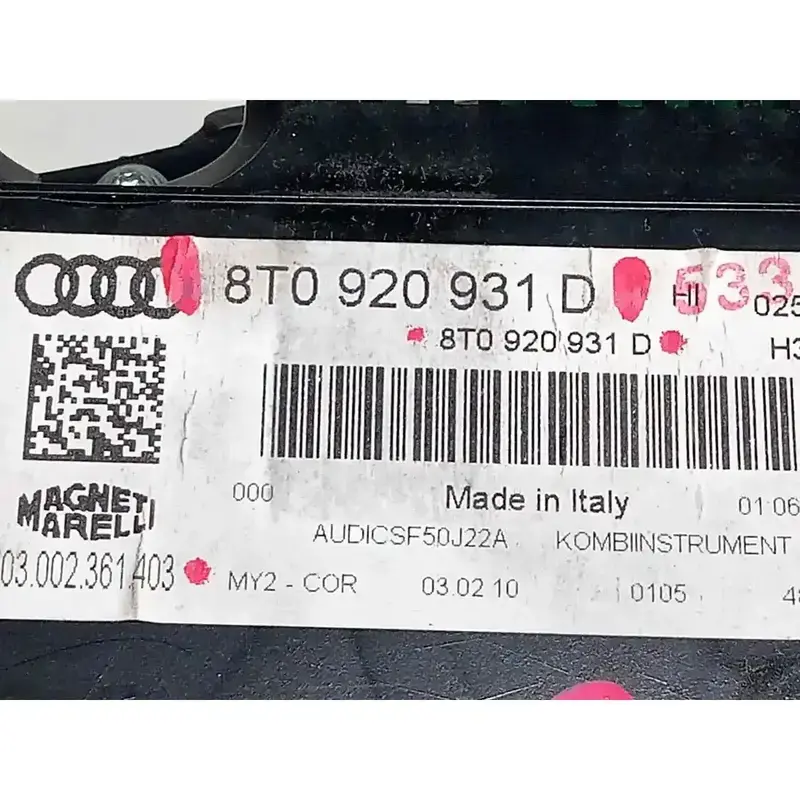 8T0 920 931 D HI 533 025
8T0 920 931 D H3
000 Made in Italy 01.06
MAGNETI MARELLI
AUDICSF50J22A KOMBIINSTRUMENT
03.002.361.403 MY2 - COR 03.02 10 0105 48